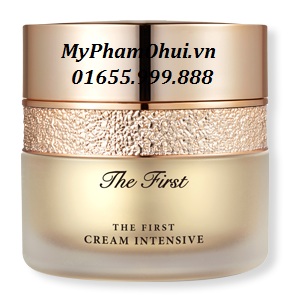 MyPhamOhui.vn
01655.999.888
The First
THE FIRST
CREAM INTENSIVE